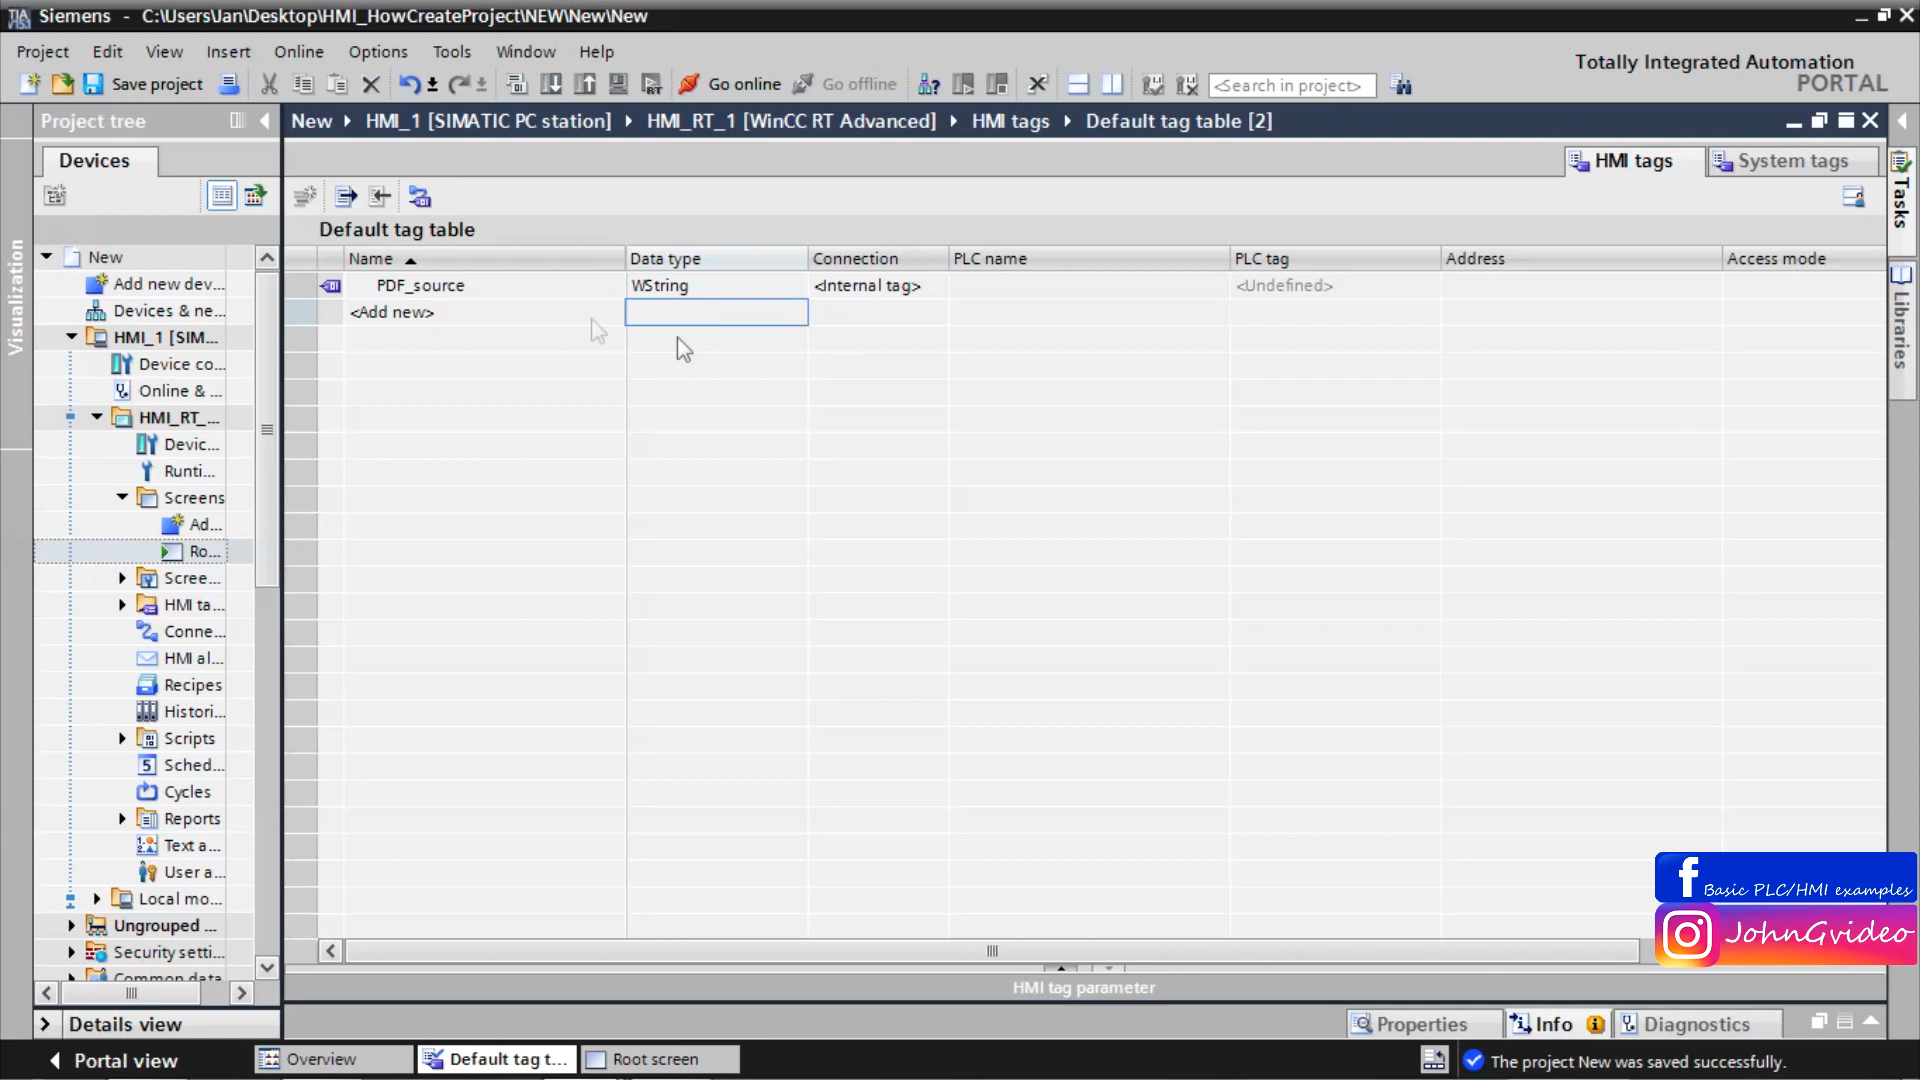 Siemens - C:\Users\Jan\Desktop\HMI_HowCreateProject\NEW\New\New
Project Edit View Insert Online Options Tools Window Help
Totally Integrated Automation
PORTAL
Save project
Go online
Go offline
<Search in project>
Project tree
New HMI_1 [SIMATIC PC station] HMI_RT_1 [WinCC RT Advanced] HMI tags Default tag table [2]
Devices
HMI tags
System tags
Default tag table
Name Data type Connection PLC name PLC tag Address Access mode
PDF_source WString <Internal tag> <Undefined>
<Add new>
New
Add new dev...
Devices & ne...
HMI_1 [SIM...
Device co...
Online & ...
HMI_RT_...
Devic...
Runti...
Screens
Ad...
Ro...
Scree...
HMI ta...
Conne...
HMI al...
Recipes
Histori...
Scripts
Sched...
Cycles
Reports
Text a...
User a...
Local mo...
Ungrouped ...
Security setti...
Common data
Visualization
Tasks
Libraries
Basic PLC/HMI examples
JohnGvideo
HMI tag parameter
Details view
Properties Info Diagnostics
Portal view
Overview
Default tag t...
Root screen
The project New was saved successfully.